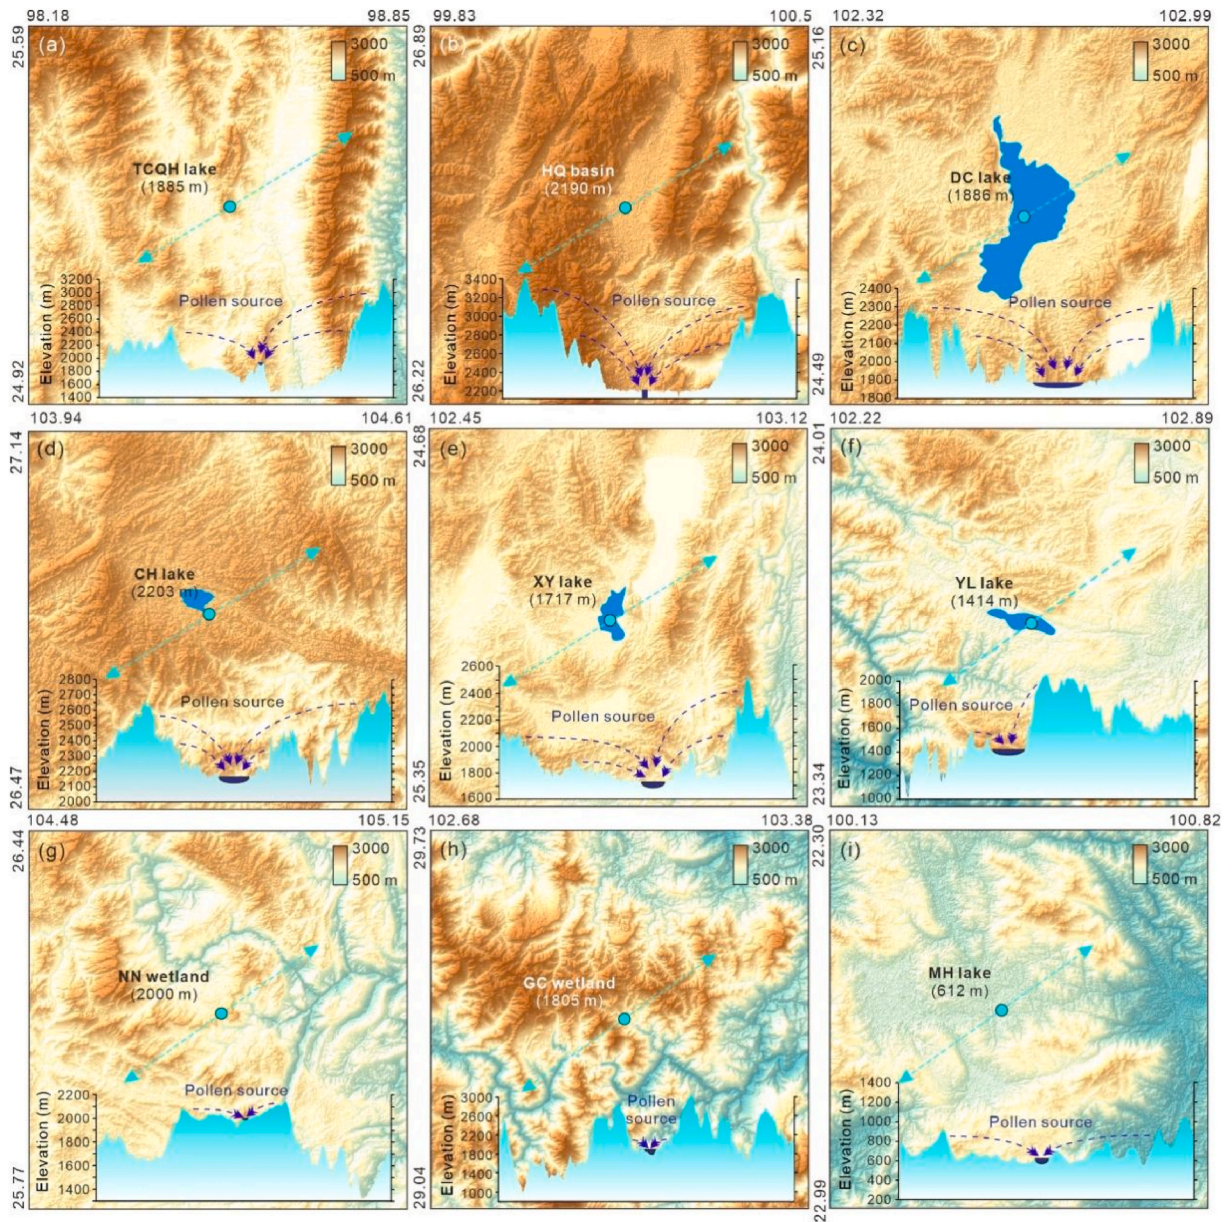 98.18 98.85 99.83 100.5 102.32 102.99
25.59
24.92
(a)
3000
500 m
TCQH lake
(1885 m)
Pollen source
Elevation (m)
3200
3000
2800
2600
2400
2200
2000
1800
1600
1400
26.89
26.22
(b)
3000
500 m
HQ basin
(2190 m)
Pollen source
Elevation (m)
3400
3200
3000
2800
2600
2400
2200
25.16
24.49
(c)
3000
500 m
DC lake
(1886 m)
Pollen source
Elevation (m)
2400
2300
2200
2100
2000
1900
1800
103.94 104.61 102.45 103.12 102.22 102.89
27.14
26.47
(d)
3000
500 m
CH lake
(2203 m)
Pollen source
Elevation (m)
2800
2700
2600
2500
2400
2300
2200
2100
2000
24.68
25.35
(e)
3000
500 m
XY lake
(1717 m)
Pollen source
Elevation (m)
2600
2400
2200
2000
1800
1600
24.01
23.34
(f)
3000
500 m
YL lake
(1414 m)
Pollen source
Elevation (m)
2000
1800
1600
1400
1200
1000
104.48 105.15 102.68 103.38 100.13 100.82
26.44
25.77
(g)
3000
500 m
NN wetland
(2000 m)
Pollen source
Elevation (m)
2200
2000
1800
1600
1400
29.73
29.04
(h)
3000
500 m
GC wetland
(1805 m)
Pollen
source
Elevation (m)
3000
2600
2200
1800
1400
1000
22.30
22.99
(i)
3000
500 m
MH lake
(612 m)
Pollen source
Elevation (m)
1400
1200
1000
800
600
400
200